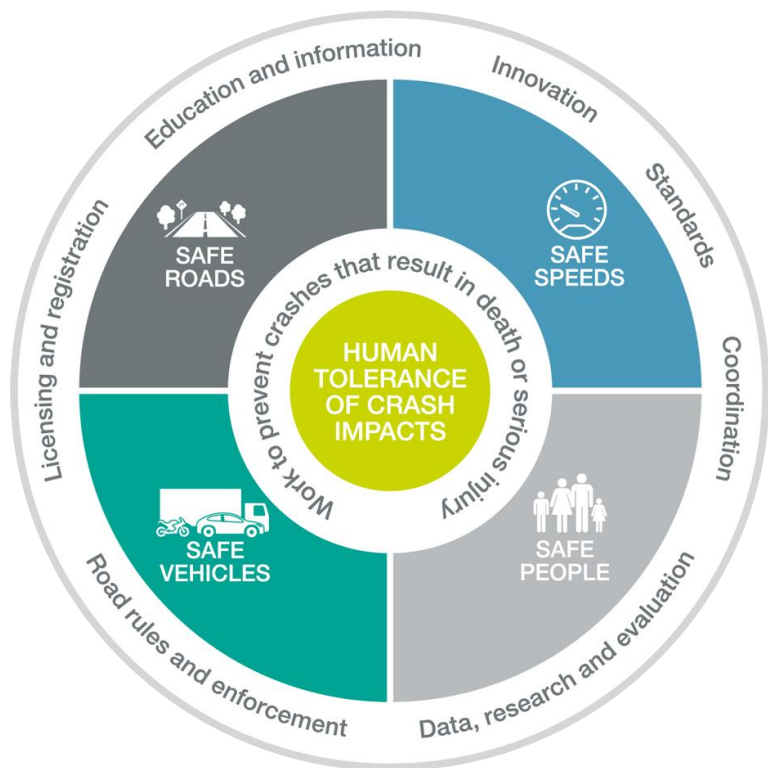 Education and information
Innovation
Standards
Coordination
Data, research and evaluation
Road rules and enforcement
Licensing and registration
SAFE
ROADS
SAFE
SPEEDS
SAFE
VEHICLES
SAFE
PEOPLE
Work to prevent crashes that result in death or serious injury
HUMAN
TOLERANCE
OF CRASH
IMPACTS